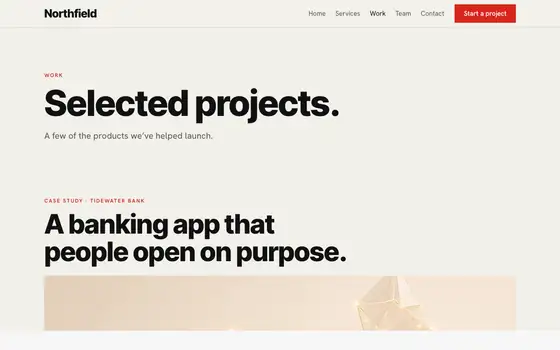 Northfield
Home Services Work Team Contact Start a project
WORK
Selected projects.
A few of the products we’ve helped launch.
CASE STUDY · TIDEWATER BANK
A banking app that
people open on purpose.